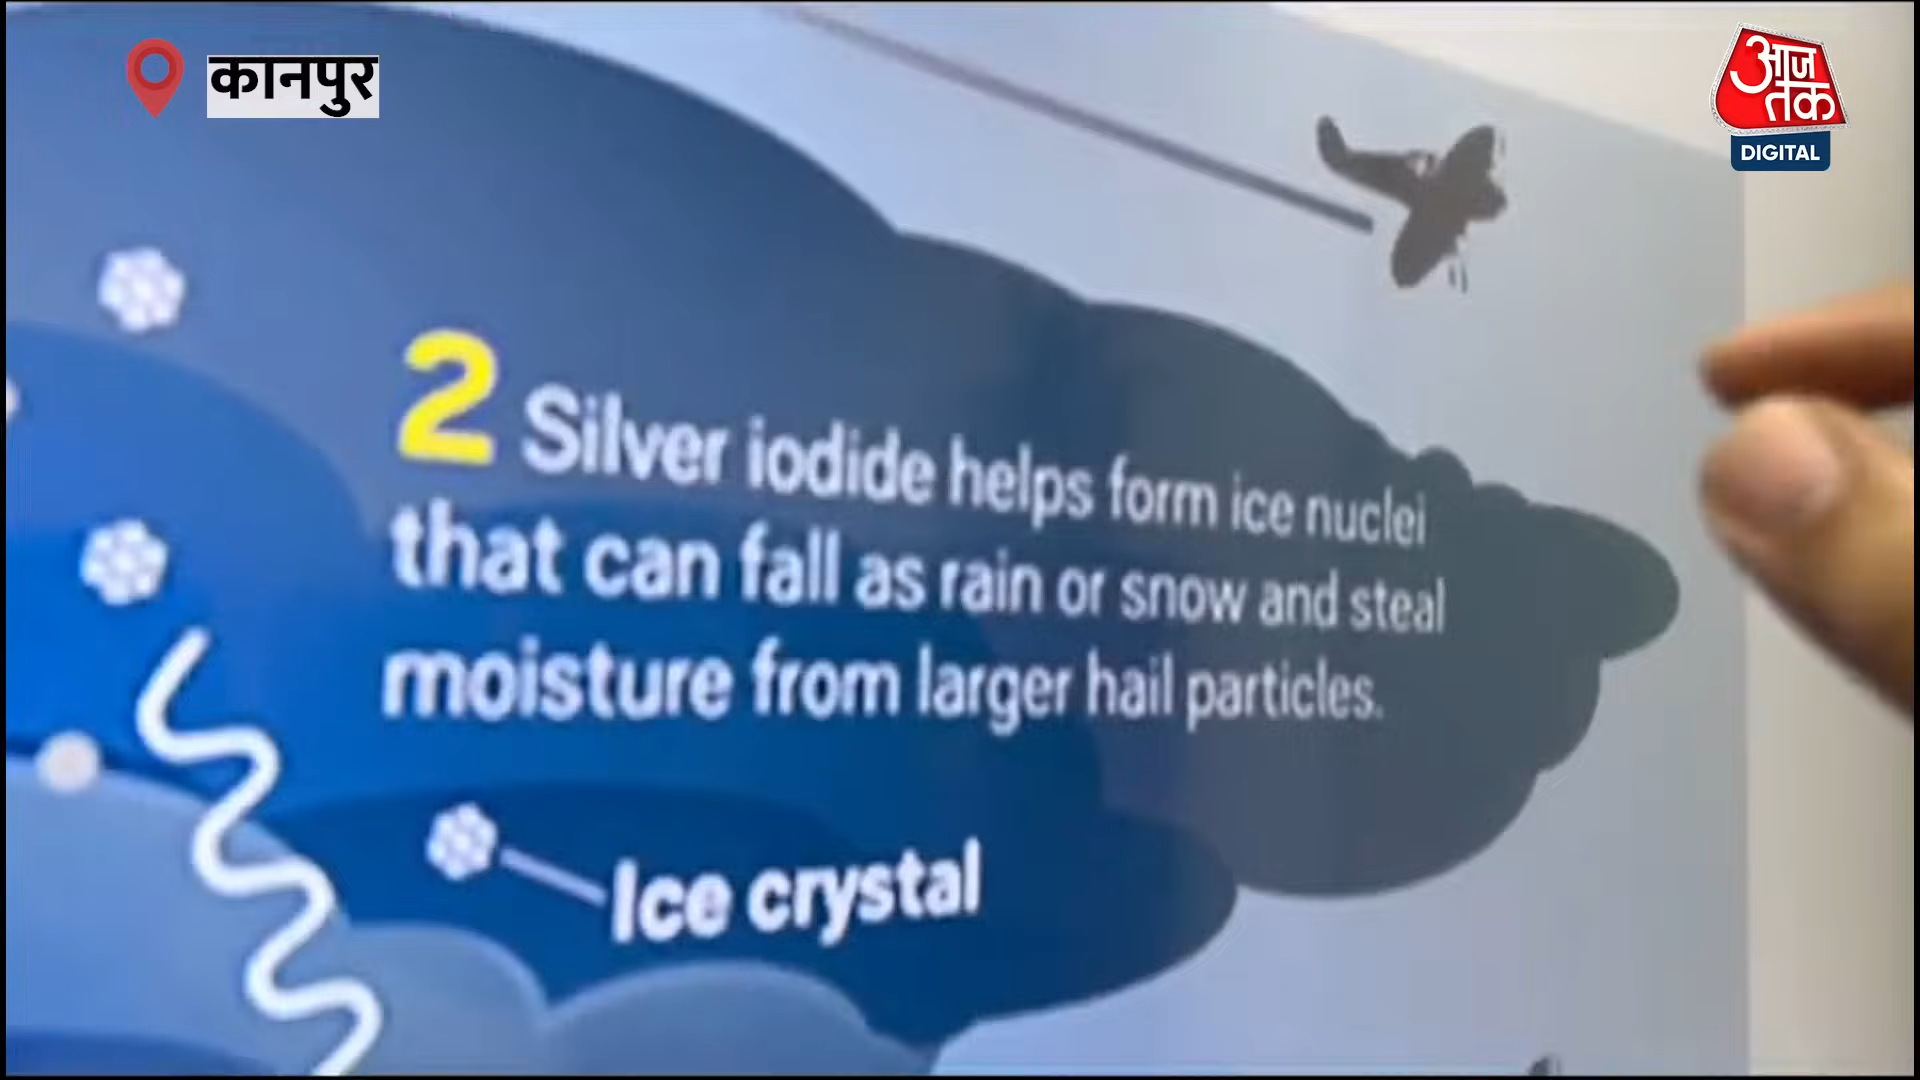 कानपुर
आज
तक
DIGITAL
2 Silver iodide helps form ice nuclei
that can fall as rain or snow and steal
moisture from larger hail particles.
Ice crystal